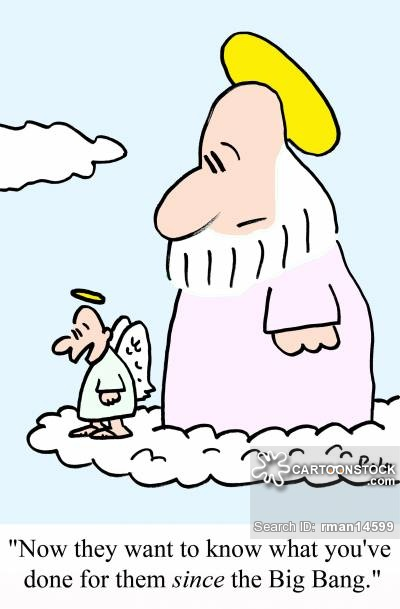 CARTOONSTOCK
.com
Search ID: rman14599
"Now they want to know what you've
done for them since the Big Bang."